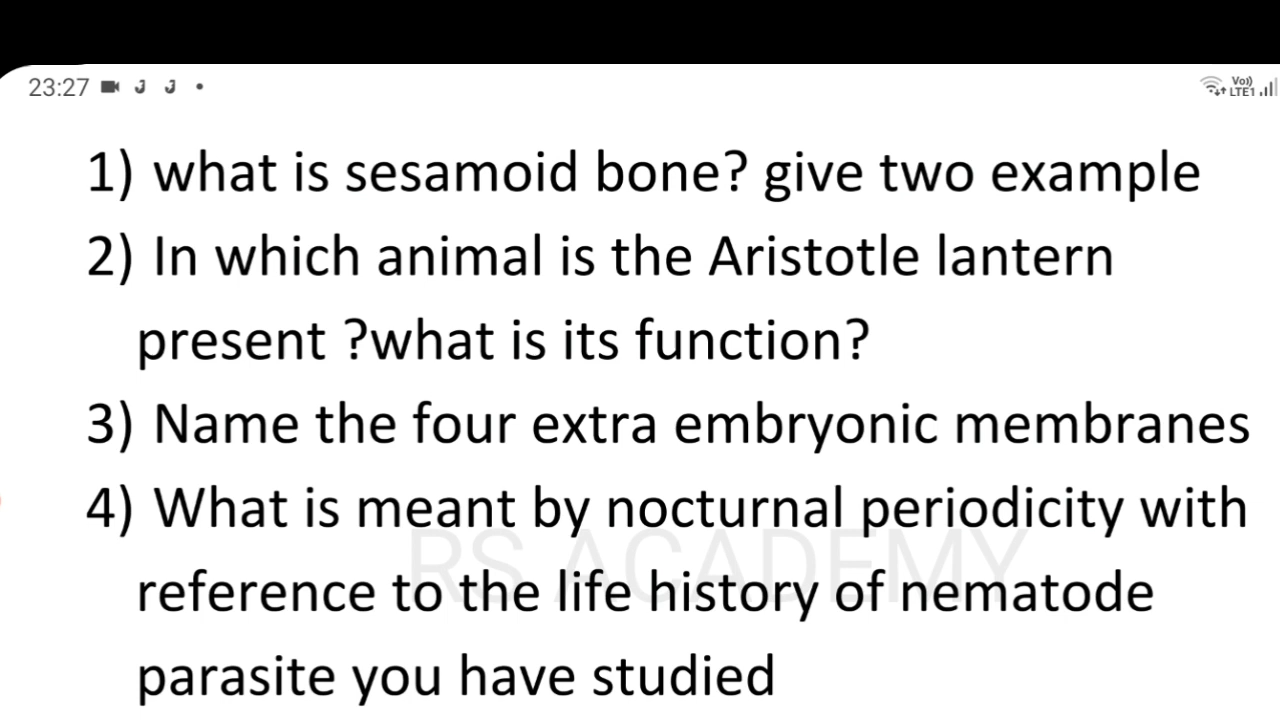 23:27
Vo))
LTE1
1) what is sesamoid bone? give two example
2) In which animal is the Aristotle lantern
present ?what is its function?
3) Name the four extra embryonic membranes
4) What is meant by nocturnal periodicity with
RS ACADEMY
reference to the life history of nematode
parasite you have studied